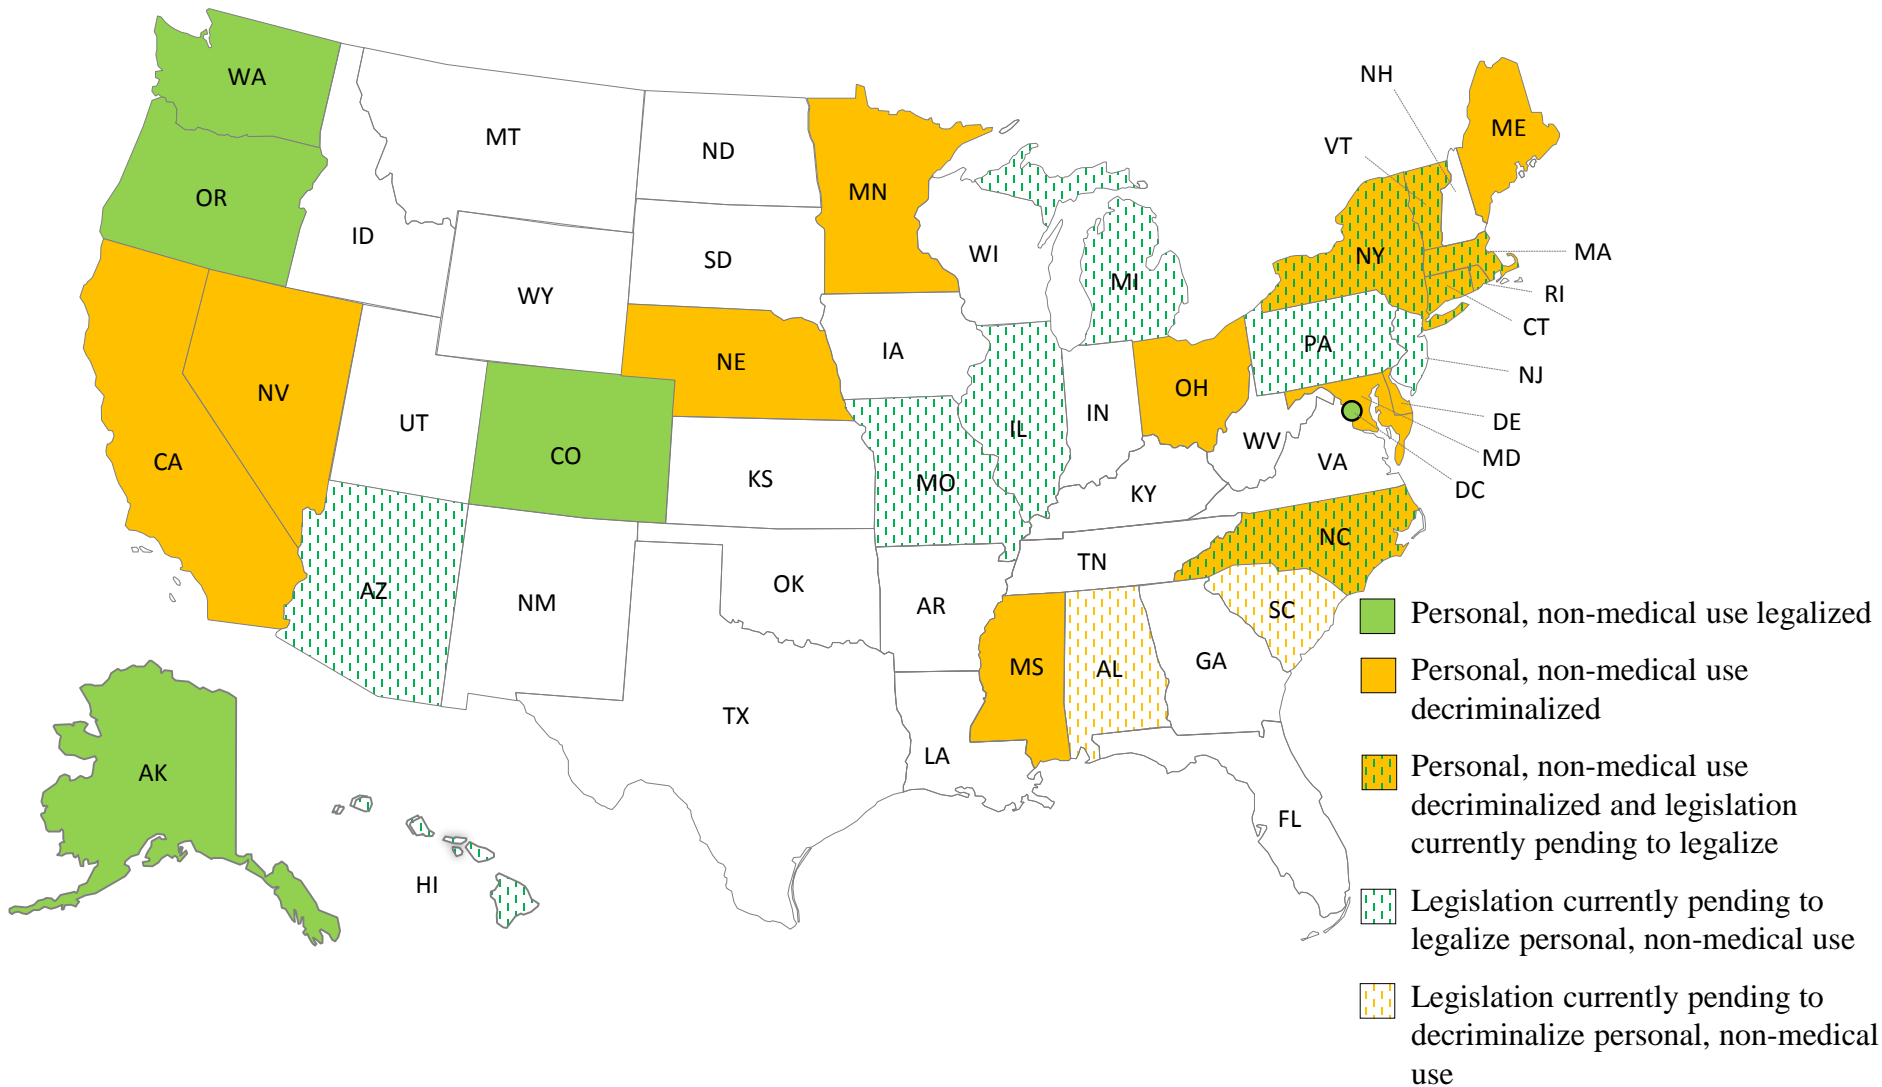 WA
MT
ND
MN
NH
ME
VT
OR
ID
SD
WI
NY
MA
WY
MI
RI
CT
IA
NE
PA
NJ
NV
OH
UT
IN
DE
CA
CO
IL
WV
VA
MD
KS
MO
KY
DC
AZ
NM
OK
TN
NC
AR
SC
MS
AL
GA
TX
LA
AK
FL
HI
Personal, non-medical use legalized
Personal, non-medical use
decriminalized
Personal, non-medical use
decriminalized and legislation
currently pending to legalize
Legislation currently pending to
legalize personal, non-medical use
Legislation currently pending to
decriminalize personal, non-medical
use